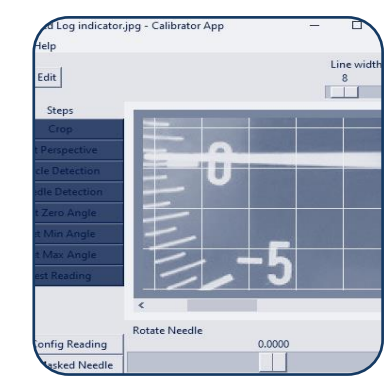 d Log indicator.jpg - Calibrator App
Help
Line width
Edit
8
Steps
Crop
t Perspective
cle Detection
dle Detection
t Zero Angle
t Min Angle
t Max Angle
est Reading
0
-5
<
Rotate Needle
0.0000
Config Reading
Masked Needle